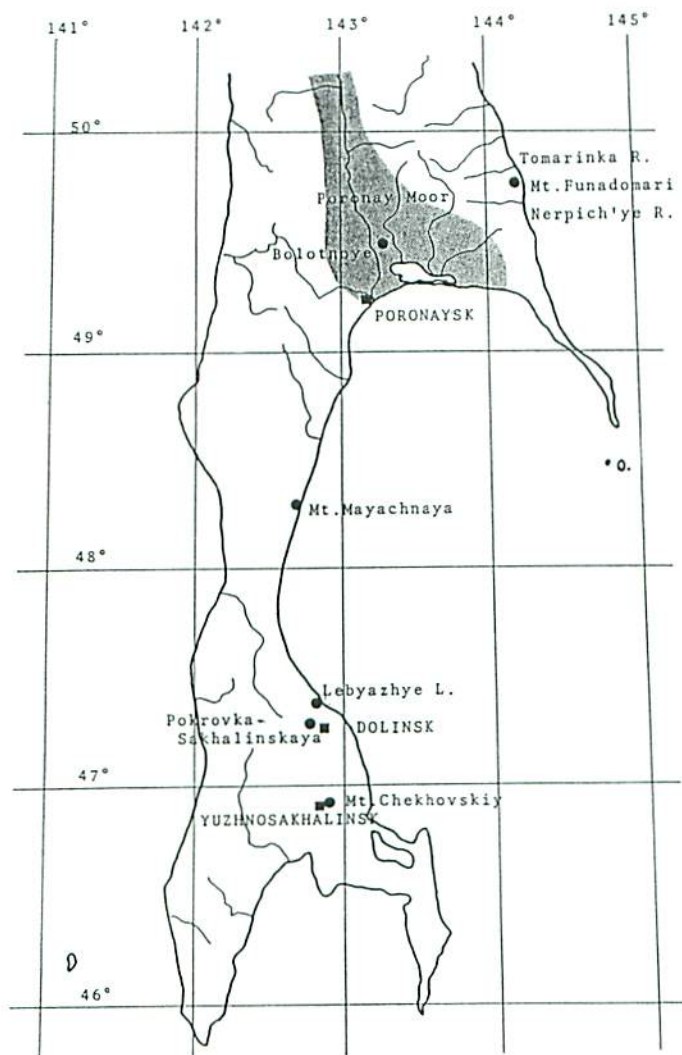 141°
142°
143°
144°
145°
50°
Tomarinka R.
Mt.Funadomari
Poronay Moor
Nerpich'ye R.
Bolotnoye
PORONAYSK
49°
Mt.Mayachnaya
48°
Lebyazhye L.
Pokrovka-
Sakhalinskaya
DOLINSK
47°
Mt.Chekhovskiy
YUZHNOSAKHALINSK
46°